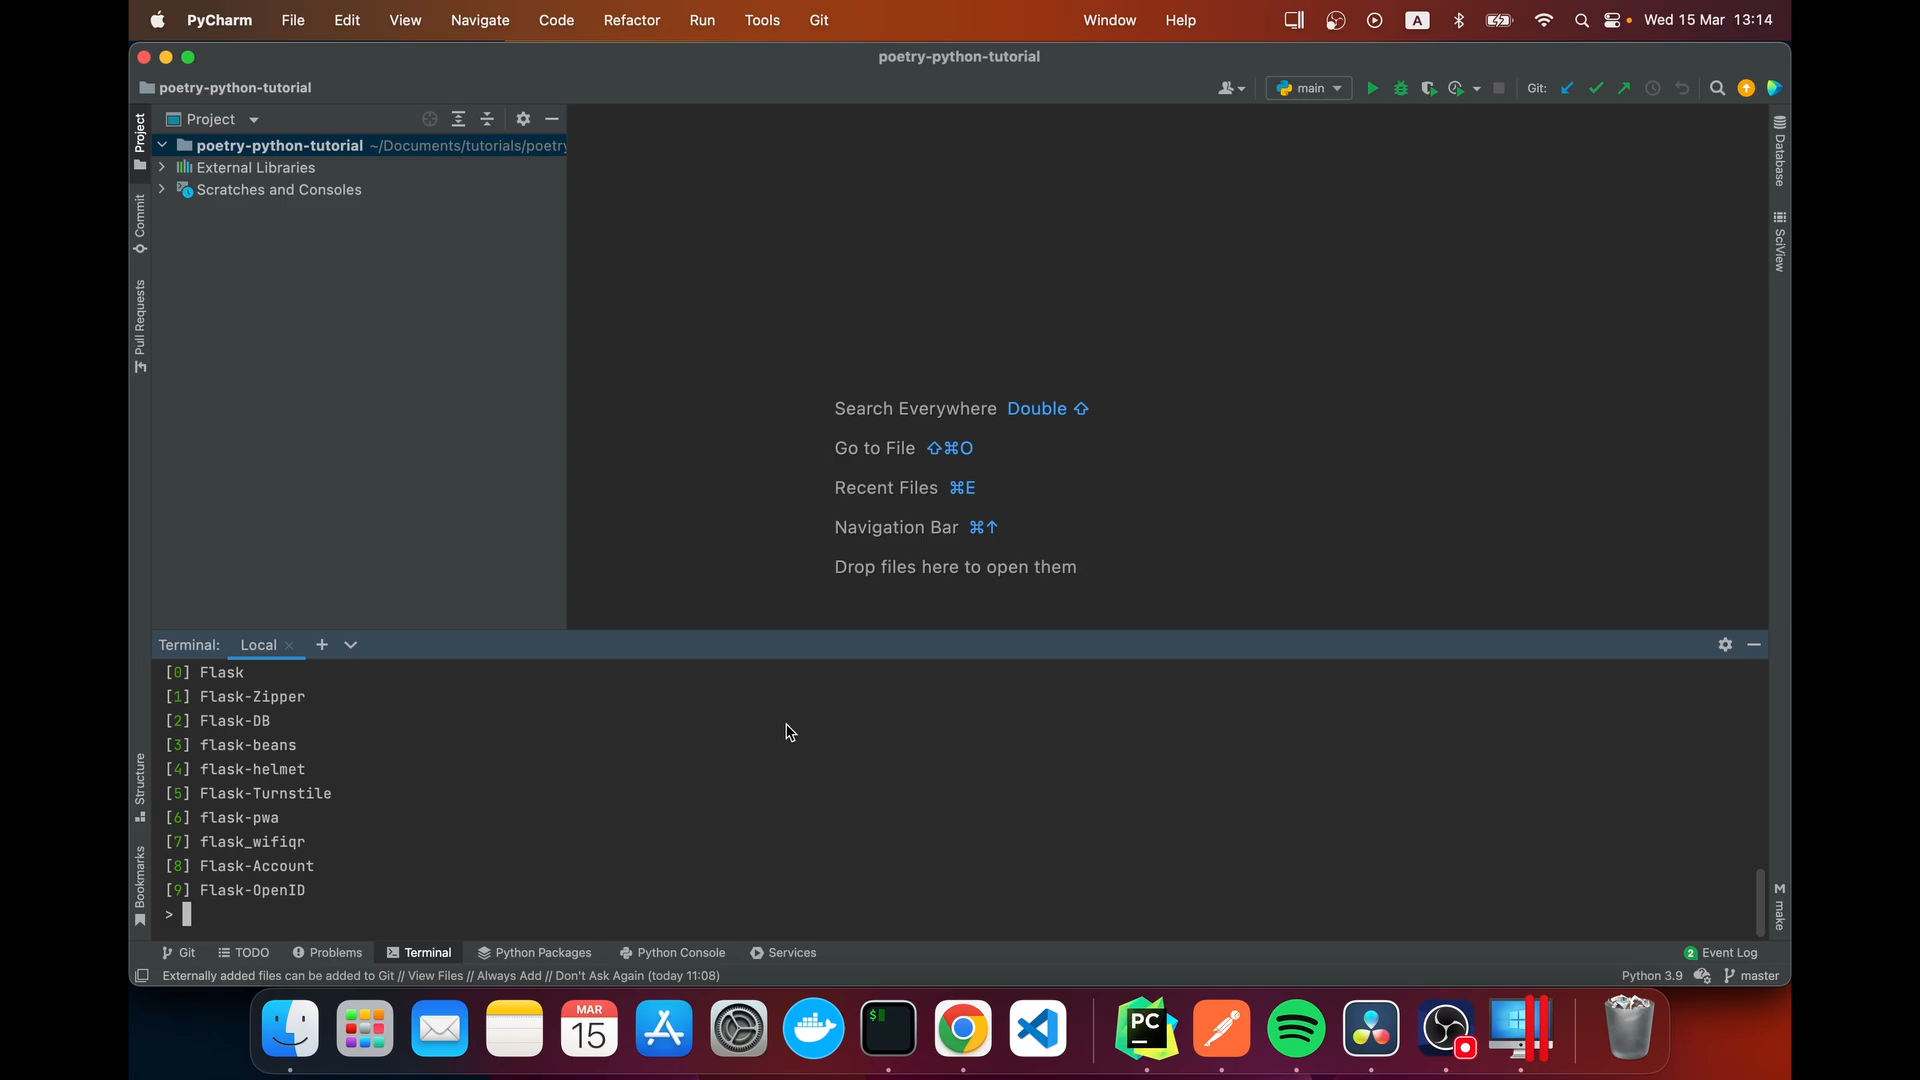 PyCharm File Edit View Navigate Code Refactor Run Tools Git Window Help A Wed 15 Mar 13:14
poetry-python-tutorial
poetry-python-tutorial main Git:
Project
poetry-python-tutorial ~/Documents/tutorials/poetry
External Libraries
Scratches and Consoles
Project
Commit
Pull Requests
Structure
Bookmarks
Database
SciView
M make
Search Everywhere Double ⇧
Go to File ⇧⌘O
Recent Files ⌘E
Navigation Bar ⌘↑
Drop files here to open them
Terminal: Local × +
[0] Flask
[1] Flask-Zipper
[2] Flask-DB
[3] flask-beans
[4] flask-helmet
[5] Flask-Turnstile
[6] flask-pwa
[7] flask_wifiqr
[8] Flask-Account
[9] Flask-OpenID
>
Git TODO Problems Terminal Python Packages Python Console Services 2 Event Log
Externally added files can be added to Git // View Files // Always Add // Don't Ask Again (today 11:08) Python 3.9 master
MAR
15
$
PC